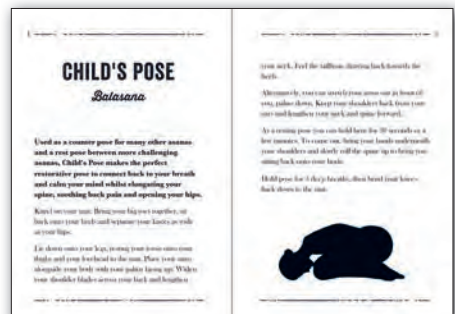 CHILD'S POSE
Balasana
Used as a counter pose for many other asanas
and a rest pose between more challenging
asanas, Child's Pose makes the perfect
restorative pose to connect back to your breath
and calm your mind whilst elongating your
spine, soothing back pain and opening your hips.
Kneel on your mat. Bring your big toes together, sit
back onto your heels and separate your knees as wide
as your hips.
Lie down onto your legs, resting your torso onto your
thighs and your forehead to the mat. Place your arms
alongside your body with your palms facing up. Widen
your shoulder blades across your back and lengthen
your neck. Feel the tailbone drawing back towards the
heels.
Alternatively, you can stretch your arms out in front of
you, palms down. Keep your shoulders back from your
ears and lengthen your neck and spine forward.
As a resting pose you can hold here for 30 seconds or a
few minutes. To come out, bring your hands underneath
your shoulders and slowly roll the spine up to bring you
sitting back onto your heels.
Hold pose for 5 deep breaths, then bend your knees
back down to the mat.